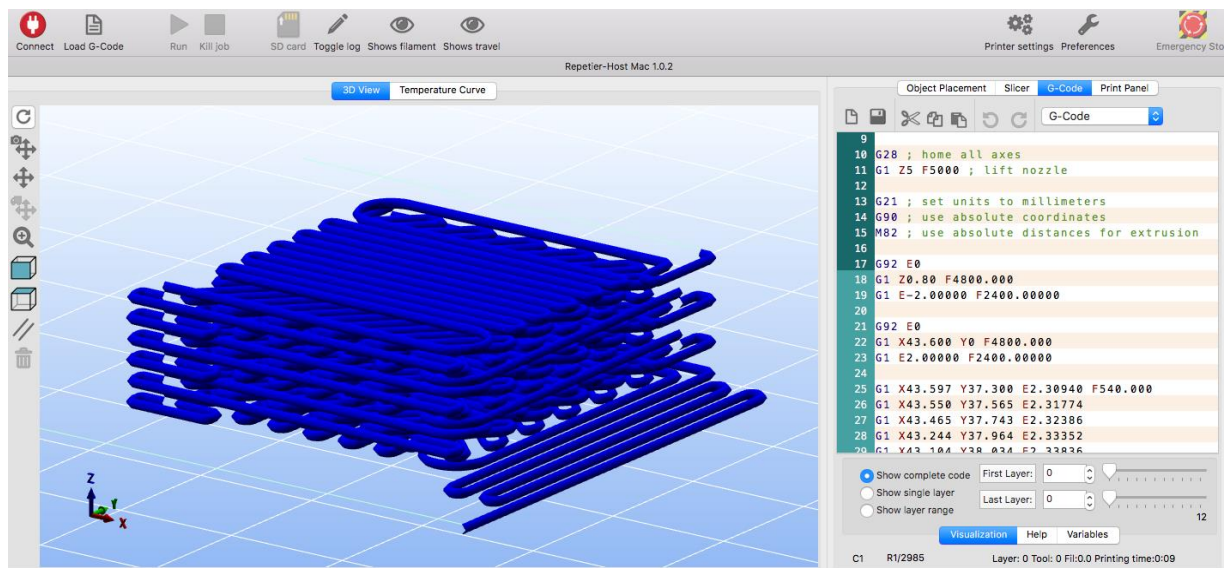 Connect Load G-Code Run Kill job SD card Toggle log Shows filament Shows travel Printer settings Preferences Emergency Sto
Repetier-Host Mac 1.0.2
3D View Temperature Curve
Object Placement Slicer G-Code Print Panel
G-Code
9
10 G28 ; home all axes
11 G1 Z5 F5000 ; lift nozzle
12
13 G21 ; set units to millimeters
14 G90 ; use absolute coordinates
15 M82 ; use absolute distances for extrusion
16
17 G92 E0
18 G1 Z0.80 F4800.000
19 G1 E-2.00000 F2400.00000
20
21 G92 E0
22 G1 X43.600 Y0 F4800.000
23 G1 E2.00000 F2400.00000
24
25 G1 X43.597 Y37.300 E2.30940 F540.000
26 G1 X43.550 Y37.565 E2.31774
27 G1 X43.465 Y37.743 E2.32386
28 G1 X43.244 Y37.964 E2.33352
29 G1 X43.104 Y38.034 E2.33836
Show complete code First Layer: 0
Show single layer
Last Layer: 0
Show layer range
12
Visualization Help Variables
C1 R1/2985 Layer: 0 Tool: 0 Fil:0.0 Printing time:0:09
Z
Y
X